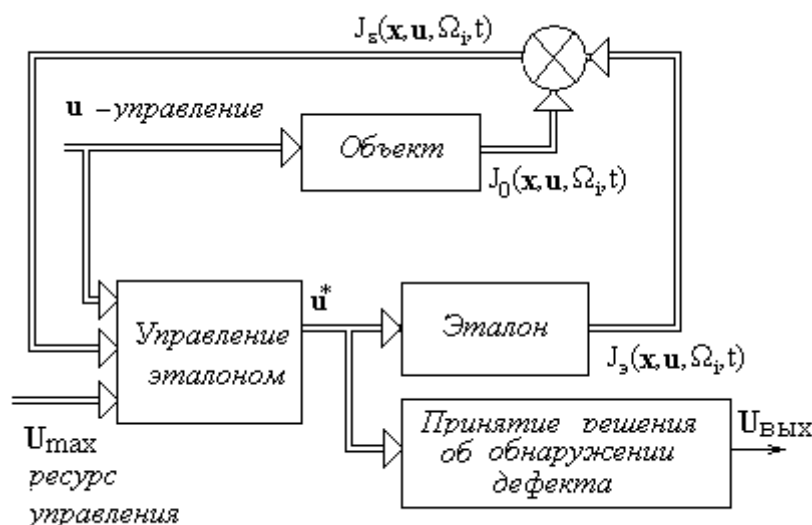 J_ε(x, u, Ω_i, t)
u – управление
Объект
J_0(x, u, Ω_i, t)
u*
Управление
эталоном
Эталон
J_э(x, u, Ω_i, t)
U_max
ресурс
управления
Принятие решения
об обнаружении
дефекта
U_вых